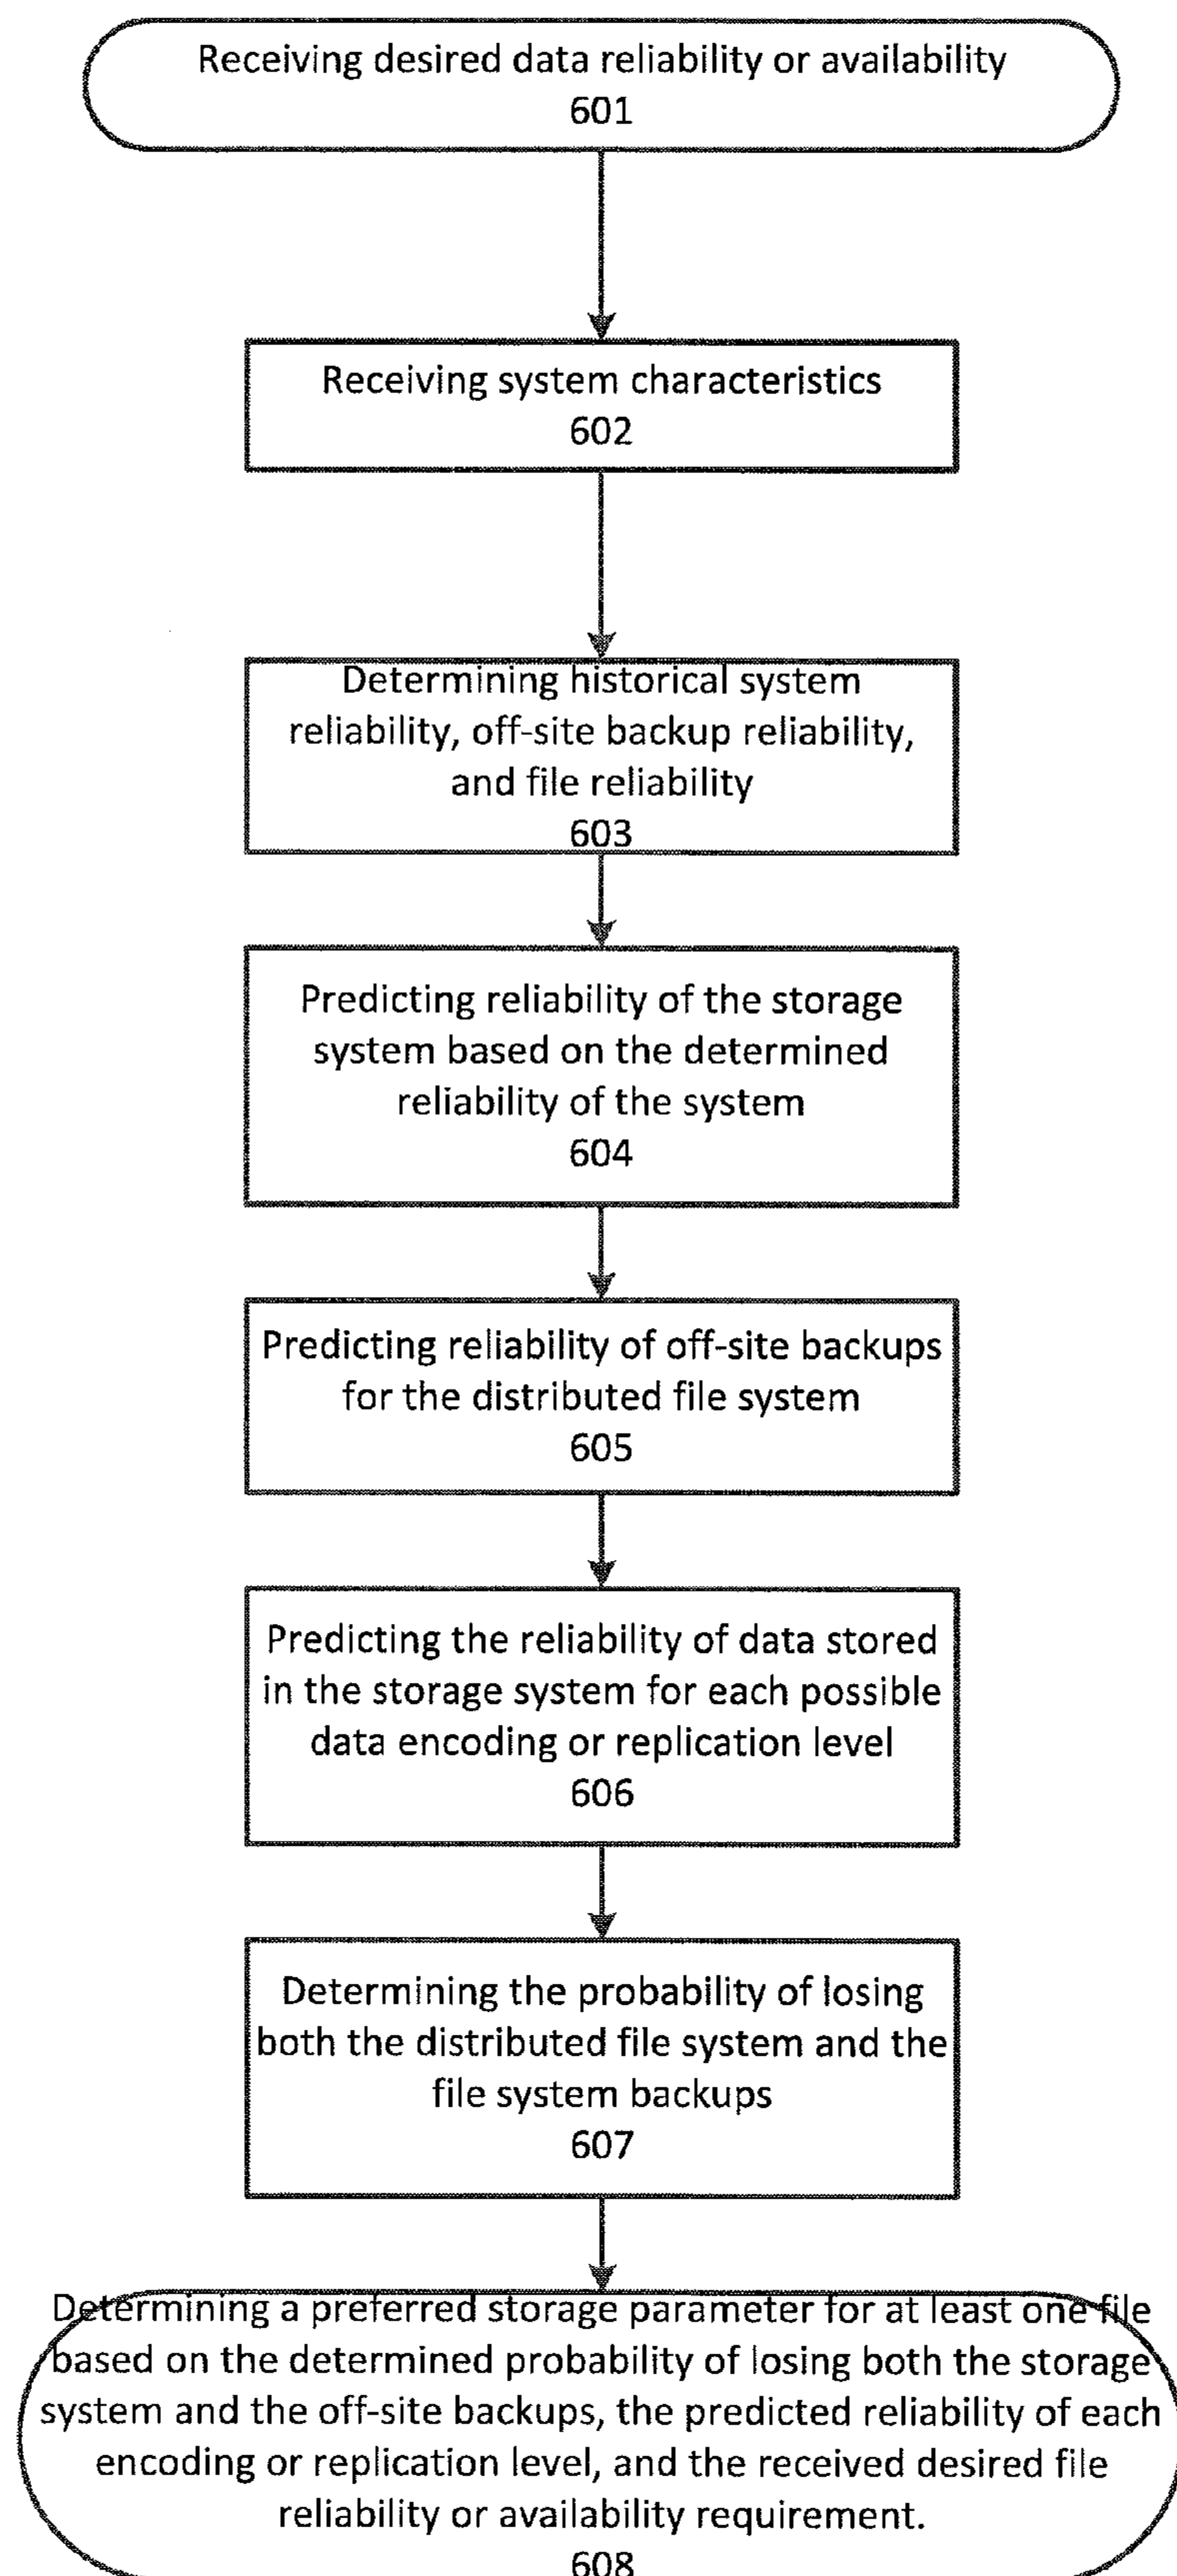 Receiving desired data reliability or availability
601
Receiving system characteristics
602
Determining historical system
reliability, off-site backup reliability,
and file reliability
603
Predicting reliability of the storage
system based on the determined
reliability of the system
604
Predicting reliability of off-site backups
for the distributed file system
605
Predicting the reliability of data stored
in the storage system for each possible
data encoding or replication level
606
Determining the probability of losing
both the distributed file system and the
file system backups
607
Determining a preferred storage parameter for at least one file
based on the determined probability of losing both the storage
system and the off-site backups, the predicted reliability of each
encoding or replication level, and the received desired file
reliability or availability requirement.
608